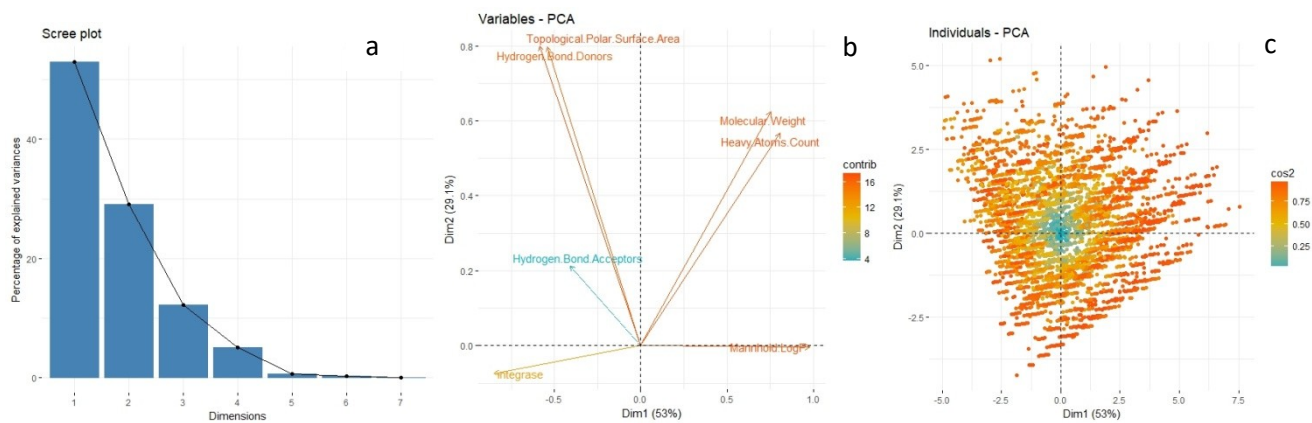 Scree plot
a
40
20
0
Percentage of explained variances
1 2 3 4 5 6 7
Dimensions
Variables - PCA
b
0.8
0.6
0.4
0.2
0.0
Dim2 (29.1%)
Topological.Polar.Surface.Area
Hydrogen.Bond.Donors
Molecular.Weight
Heavy.Atoms.Count
Hydrogen.Bond.Acceptors
Mannhold.LogP
Integrase
-0.5 0.0 0.5 1.0
Dim1 (53%)
contrib
16
12
8
4
Individuals - PCA
c
5.0
2.5
0.0
-2.5
Dim2 (29.1%)
-5.0 -2.5 0.0 2.5 5.0 7.5
Dim1 (53%)
cos2
0.75
0.50
0.25